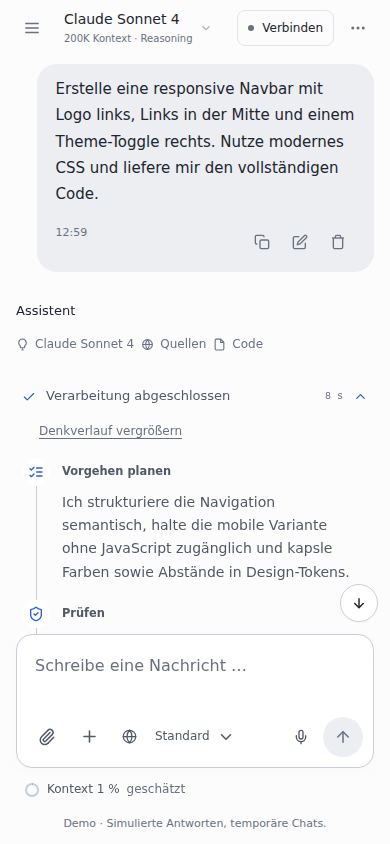 Claude Sonnet 4
200K Kontext · Reasoning
Verbinden
Erstelle eine responsive Navbar mit
Logo links, Links in der Mitte und einem
Theme-Toggle rechts. Nutze modernes
CSS und liefere mir den vollständigen
Code.
12:59
Assistent
Claude Sonnet 4 Quellen Code
Verarbeitung abgeschlossen 8 s
Denkverlauf vergrößern
Vorgehen planen
Ich strukturiere die Navigation
semantisch, halte die mobile Variante
ohne JavaScript zugänglich und kapsle
Farben sowie Abstände in Design-Tokens.
Prüfen
Schreibe eine Nachricht …
Standard
Kontext 1 % geschätzt
Demo · Simulierte Antworten, temporäre Chats.